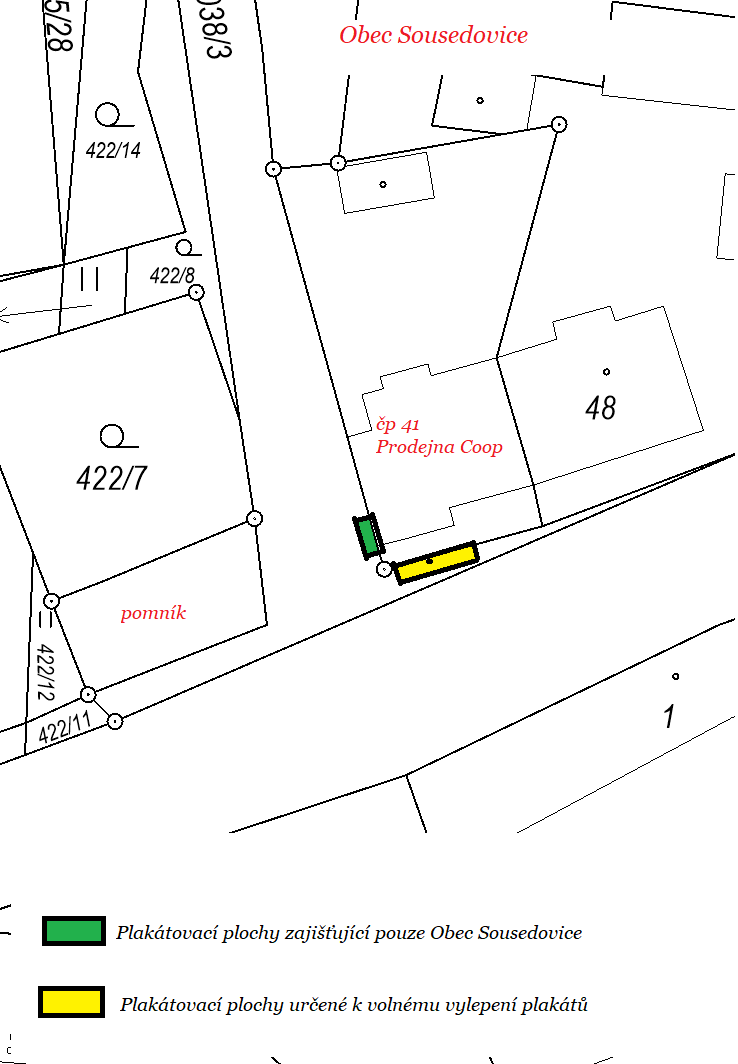 5/28
038/3
Obec Sousedovice
422/14
422/8
48
čp 41
Prodejna Coop
422/7
pomník
422/12
422/11
1
Plakátovací plochy zajišťující pouze Obec Sousedovice
Plakátovací plochy určené k volnému vylepení plakátů